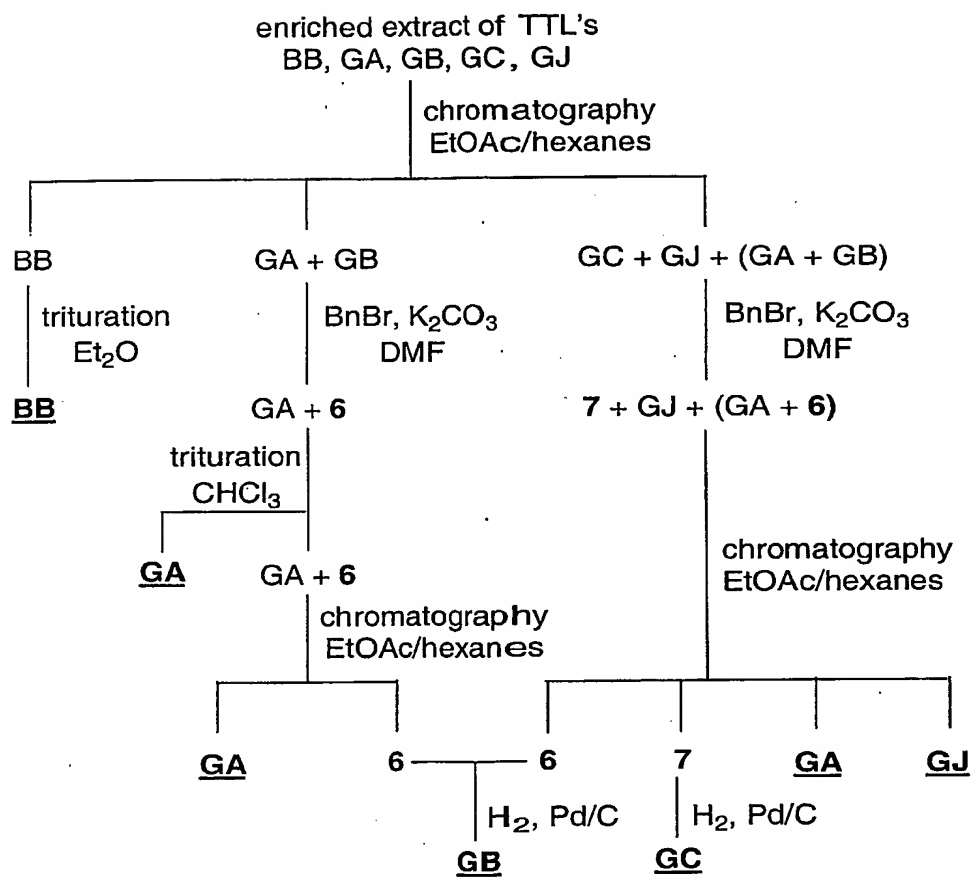 enriched extract of TTL's
BB, GA, GB, GC, GJ
chromatography
EtOAc/hexanes
BB
GA + GB
GC + GJ + (GA + GB)
trituration
Et₂O
BnBr, K₂CO₃
DMF
BnBr, K₂CO₃
DMF
BB
GA + 6
7 + GJ + (GA + 6)
trituration
CHCl₃
GA
GA + 6
chromatography
EtOAc/hexanes
chromatography
EtOAc/hexanes
GA
6
6
7
GA
GJ
H₂, Pd/C
H₂, Pd/C
GB
GC